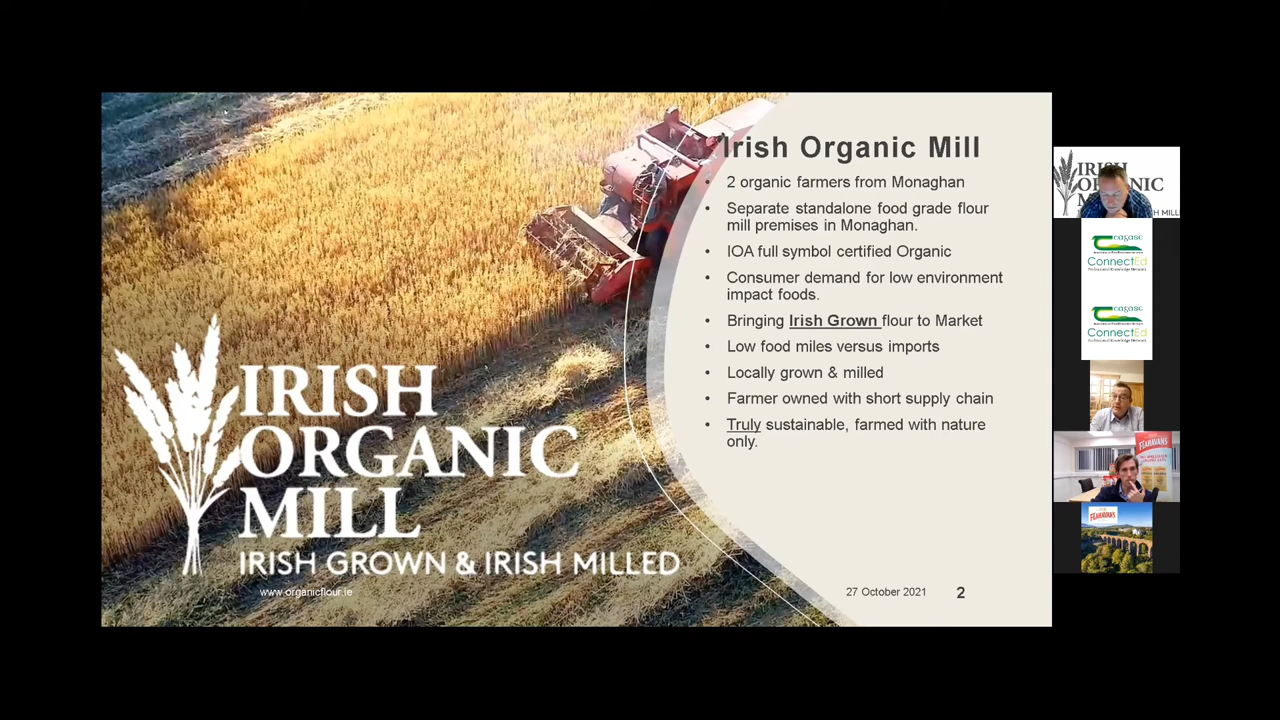 Irish Organic Mill
• 2 organic farmers from Monaghan
• Separate standalone food grade flour
mill premises in Monaghan.
• IOA full symbol certified Organic
• Consumer demand for low environment
impact foods.
• Bringing Irish Grown flour to Market
• Low food miles versus imports
• Locally grown & milled
• Farmer owned with short supply chain
• Truly sustainable, farmed with nature
only.
IRISH
ORGANIC
MILL
IRISH GROWN & IRISH MILLED
www.organicflour.ie
27 October 2021
2
IRISH
ORGANIC
teagasc
ConnectEd
teagasc
ConnectEd
FLAHAVANS
FLAHAVANS